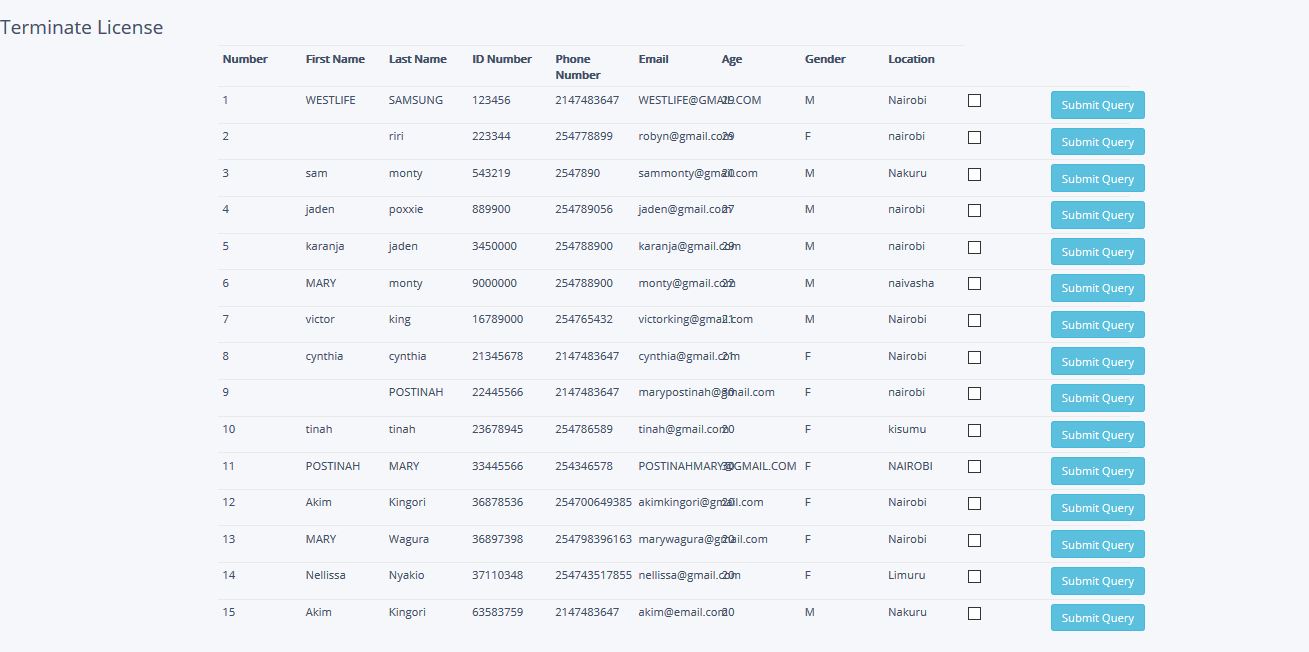 Terminate License
Number First Name Last Name ID Number Phone Number Email Age Gender Location
1 WESTLIFE SAMSUNG 123456 2147483647 WESTLIFE@GMAIL.COM 29 M Nairobi Submit Query
2 riri 223344 254778899 robyn@gmail.com 29 F nairobi Submit Query
3 sam monty 543219 2547890 sammonty@gmail.com 20 M Nakuru Submit Query
4 jaden poxxie 889900 254789056 jaden@gmail.com 27 M nairobi Submit Query
5 karanja jaden 3450000 254788900 karanja@gmail.com 29 M nairobi Submit Query
6 MARY monty 9000000 254788900 monty@gmail.com 22 M naivasha Submit Query
7 victor king 16789000 254765432 victorking@gmail.com 21 M Nairobi Submit Query
8 cynthia cynthia 21345678 2147483647 cynthia@gmail.com 21 F Nairobi Submit Query
9 POSTINAH 22445566 2147483647 marypostinah@gmail.com 30 F nairobi Submit Query
10 tinah tinah 23678945 254786589 tinah@gmail.com 20 F kisumu Submit Query
11 POSTINAH MARY 33445566 254346578 POSTINAHMARY@GMAIL.COM 30 F NAIROBI Submit Query
12 Akim Kingori 36878536 254700649385 akimkingori@gmail.com 20 F Nairobi Submit Query
13 MARY Wagura 36897398 254798396163 marywagura@gmail.com 20 F Nairobi Submit Query
14 Nellissa Nyakio 37110348 254743517855 nellissa@gmail.com 20 F Limuru Submit Query
15 Akim Kingori 63583759 2147483647 akim@email.com 20 M Nakuru Submit Query